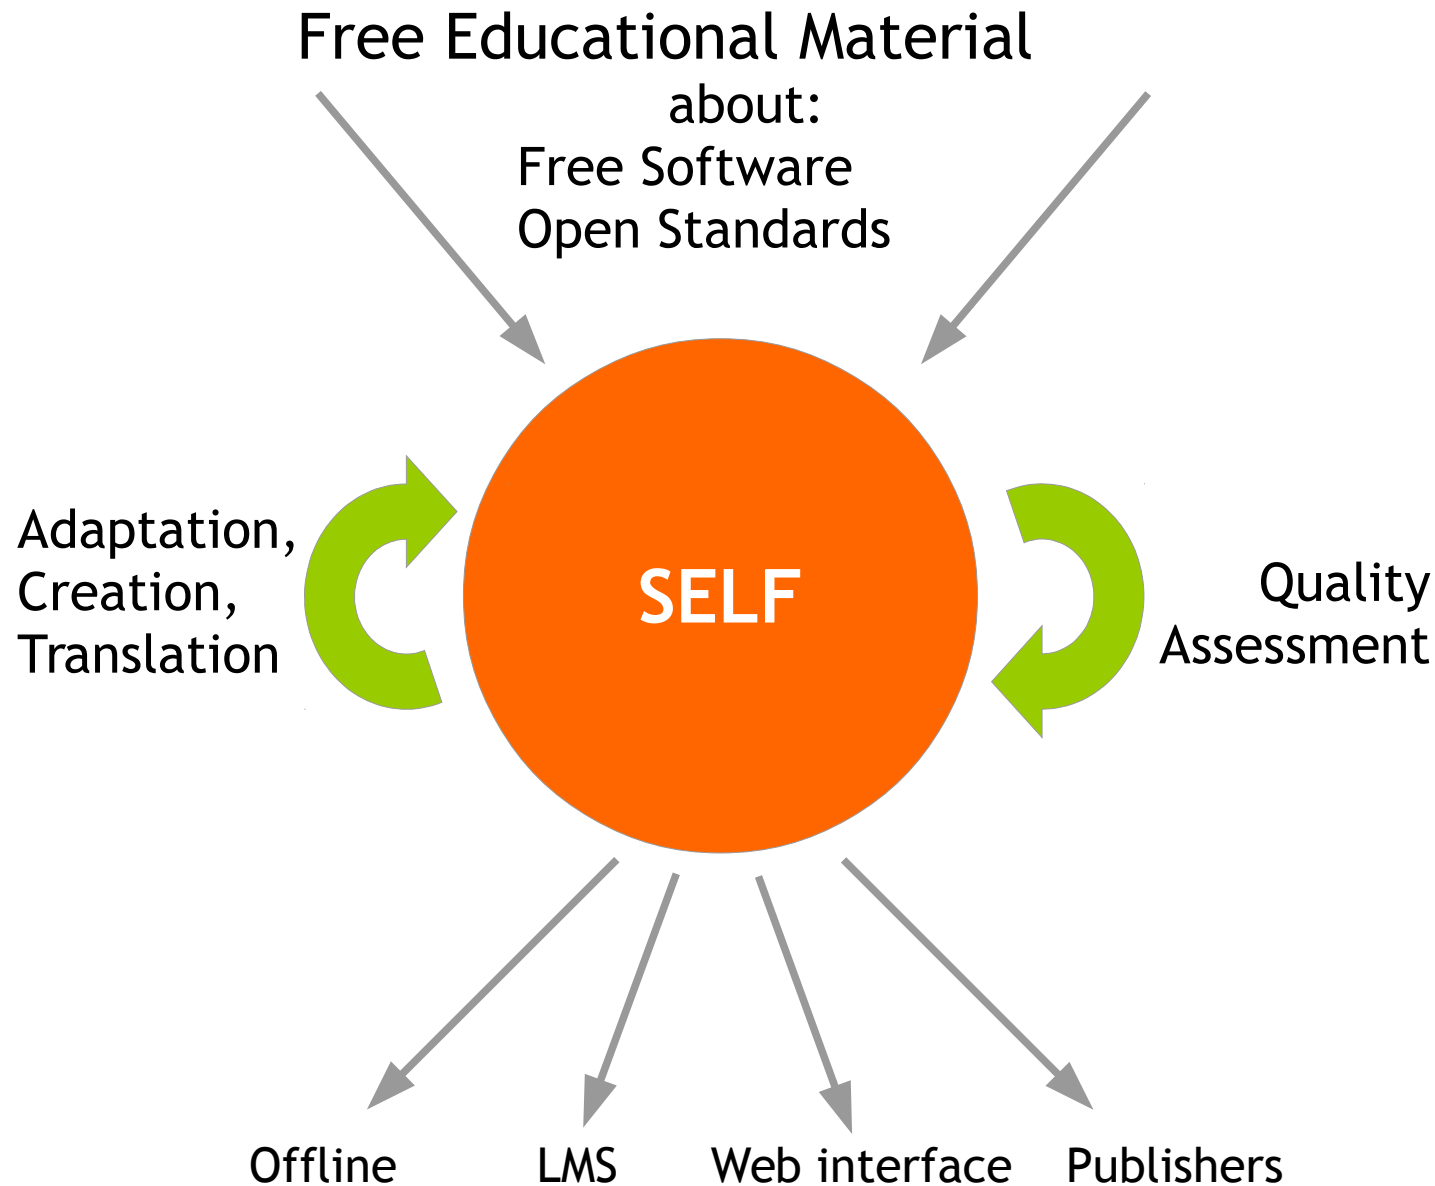 Free Educational Material
about:
Free Software
Open Standards
Adaptation,
Creation,
Translation
SELF
Quality
Assessment
Offline
LMS
Web interface
Publishers